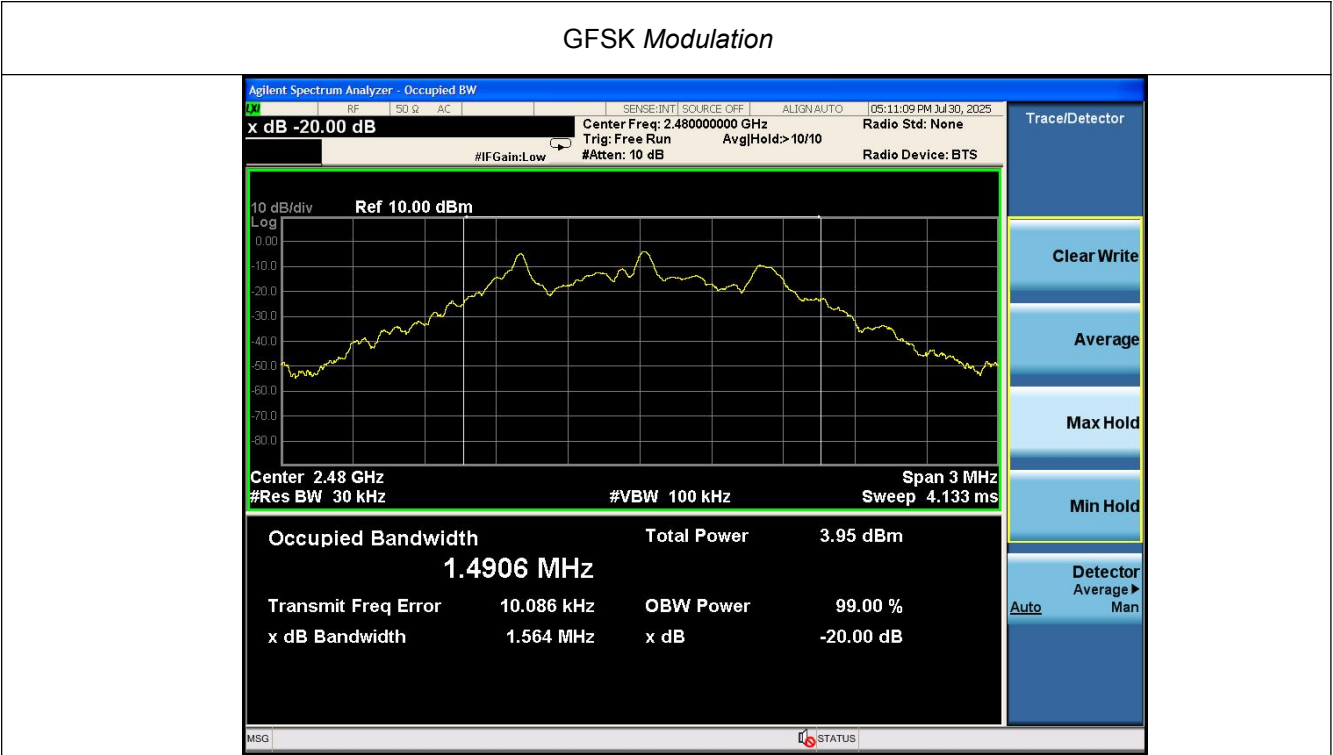 GFSK Modulation
Agilent Spectrum Analyzer - Occupied BW
LXI RF 50 Ω AC SENSE:INT SOURCE OFF ALIGN AUTO 05:11:09 PM Jul 30, 2025
x dB -20.00 dB Center Freq: 2.480000000 GHz Radio Std: None
Trig: Free Run Avg|Hold:>10/10
#IFGain:Low #Atten: 10 dB Radio Device: BTS
Trace/Detector
10 dB/div Ref 10.00 dBm
Log
0.00
-10.0
-20.0
-30.0
-40.0
-50.0
-60.0
-70.0
-80.0
Center 2.48 GHz Span 3 MHz
#Res BW 30 kHz #VBW 100 kHz Sweep 4.133 ms
Occupied Bandwidth Total Power 3.95 dBm
1.4906 MHz
Transmit Freq Error 10.086 kHz OBW Power 99.00 %
x dB Bandwidth 1.564 MHz x dB -20.00 dB
Clear Write
Average
Max Hold
Min Hold
Detector
Average▶
Auto Man
MSG STATUS